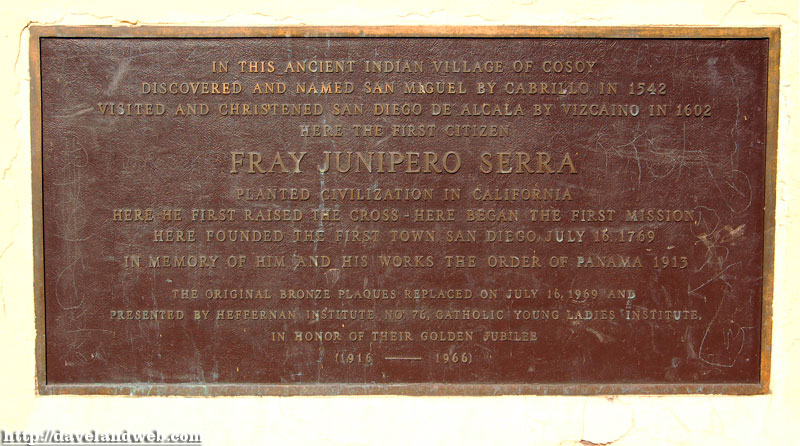 IN THIS ANCIENT INDIAN VILLAGE OF COSOY
DISCOVERED AND NAMED SAN MIGUEL BY CABRILLO IN 1542
VISITED AND CHRISTENED SAN DIEGO DE ALCALA BY VIZCAINO IN 1602
HERE THE FIRST CITIZEN
FRAY JUNIPERO SERRA
PLANTED CIVILIZATION IN CALIFORNIA
HERE HE FIRST RAISED THE CROSS - HERE BEGAN THE FIRST MISSION
HERE FOUNDED THE FIRST TOWN SAN DIEGO, JULY 16, 1769
IN MEMORY OF HIM AND HIS WORKS THE ORDER OF PANAMA 1913
THE ORIGINAL BRONZE PLAQUES REPLACED ON JULY 16, 1969 AND
PRESENTED BY HEFFERNAN INSTITUTE, NO. 76, CATHOLIC YOUNG LADIES' INSTITUTE,
IN HONOR OF THEIR GOLDEN JUBILEE
(1916 — 1966)
http://davelandweb.com